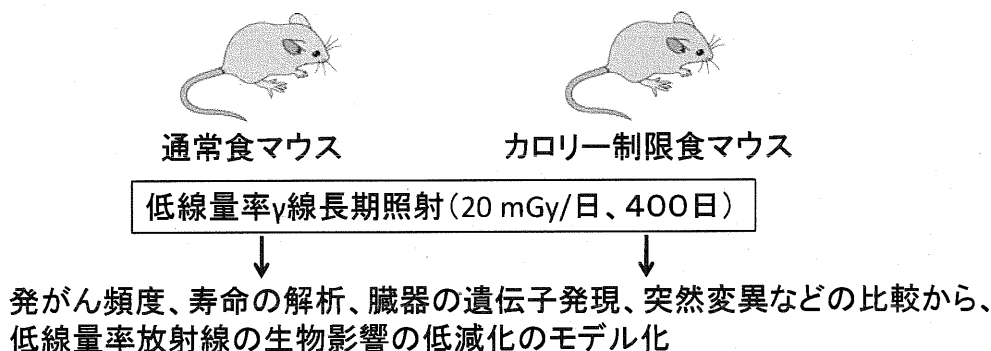 通常食マウス カロリー制限食マウス
低線量率γ線長期照射(20 mGy/日、400日)
発がん頻度、寿命の解析、臓器の遺伝子発現、突然変異などの比較から、
低線量率放射線の生物影響の低減化のモデル化